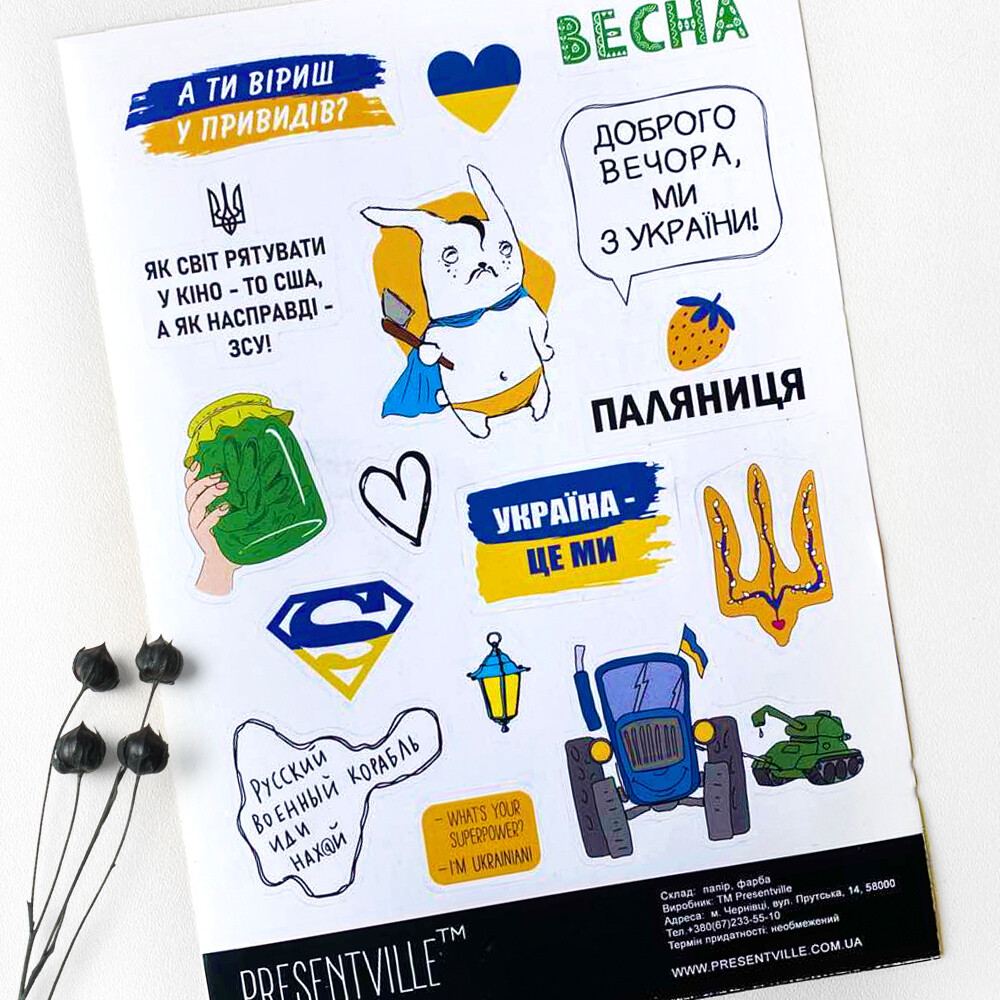 ВЕСНА
А ТИ ВІРИШ
У ПРИВИДІВ?
ДОБРОГО
ВЕЧОРА,
МИ
З УКРАЇНИ!
ЯК СВІТ РЯТУВАТИ
У КІНО - ТО США,
А ЯК НАСПРАВДІ -
ЗСУ!
ПАЛЯНИЦЯ
УКРАЇНА -
ЦЕ МИ
S
РУССКИЙ
ВОЕННЫЙ КОРАБЛЬ
ИДИ
НАХ@Й
- WHAT'S YOUR
SUPERPOWER?
- I'M UKRAINIAN!
PRESENTVILLE™
Склад: папір, фарба
Виробник: ТМ Presentville
Адреса: м. Чернівці, вул. Прутська, 14, 58000
Тел.+380(67)233-55-10
Термін придатності: необмежений
WWW.PRESENTVILLE.COM.UA